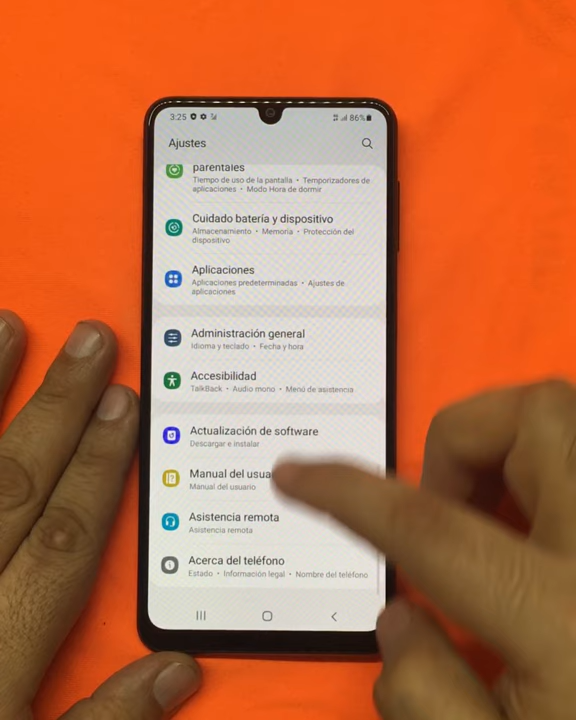 3:25
86%
Ajustes
parentales
Tiempo de uso de la pantalla • Temporizadores de
aplicaciones • Modo Hora de dormir
Cuidado batería y dispositivo
Almacenamiento • Memoria • Protección del
dispositivo
Aplicaciones
Aplicaciones predeterminadas • Ajustes de
aplicaciones
Administración general
Idioma y teclado • Fecha y hora
Accesibilidad
TalkBack • Audio mono • Menú de asistencia
Actualización de software
Descargar e instalar
Manual del usua
Manual del usuario
Asistencia remota
Asistencia remota
Acerca del teléfono
Estado • Información legal • Nombre del teléfono